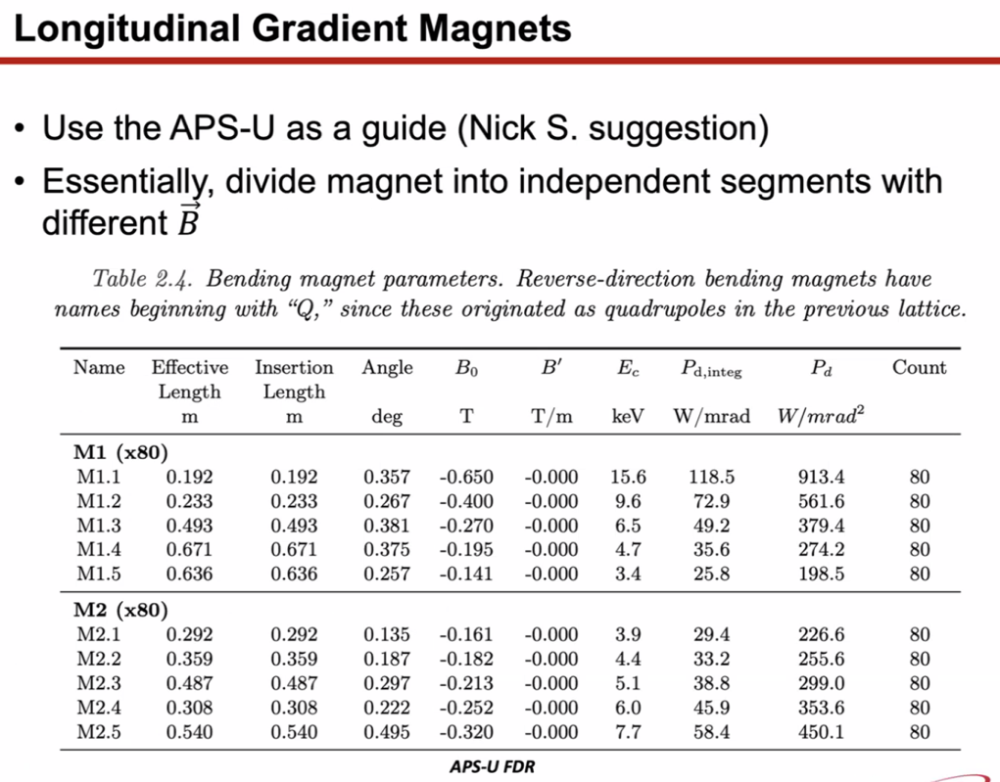 Longitudinal Gradient Magnets
• Use the APS-U as a guide (Nick S. suggestion)
• Essentially, divide magnet into independent segments with
different B⃗
Table 2.4. Bending magnet parameters. Reverse-direction bending magnets have
names beginning with “Q,” since these originated as quadrupoles in the previous lattice.
Name Effective Insertion Angle B₀ B′ E_c P_d,integ P_d Count
Length Length
m m deg T T/m keV W/mrad W/mrad²
M1 (x80)
M1.1 0.192 0.192 0.357 -0.650 -0.000 15.6 118.5 913.4 80
M1.2 0.233 0.233 0.267 -0.400 -0.000 9.6 72.9 561.6 80
M1.3 0.493 0.493 0.381 -0.270 -0.000 6.5 49.2 379.4 80
M1.4 0.671 0.671 0.375 -0.195 -0.000 4.7 35.6 274.2 80
M1.5 0.636 0.636 0.257 -0.141 -0.000 3.4 25.8 198.5 80
M2 (x80)
M2.1 0.292 0.292 0.135 -0.161 -0.000 3.9 29.4 226.6 80
M2.2 0.359 0.359 0.187 -0.182 -0.000 4.4 33.2 255.6 80
M2.3 0.487 0.487 0.297 -0.213 -0.000 5.1 38.8 299.0 80
M2.4 0.308 0.308 0.222 -0.252 -0.000 6.0 45.9 353.6 80
M2.5 0.540 0.540 0.495 -0.320 -0.000 7.7 58.4 450.1 80
APS-U FDR